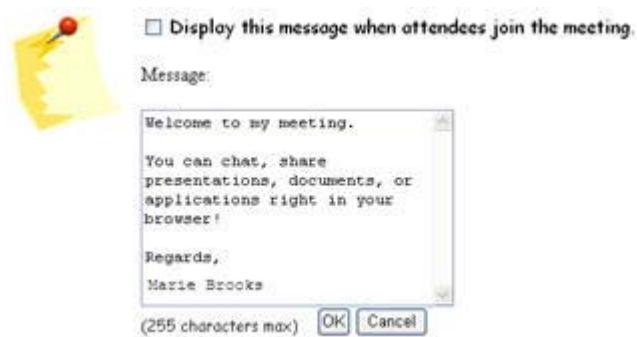 Display this message when attendees join the meeting.
Message:
Welcome to my meeting.
You can chat, share
presentations, documents, or
applications right in your
browser!
Regards,
Marie Brooks
(255 characters max) OK Cancel